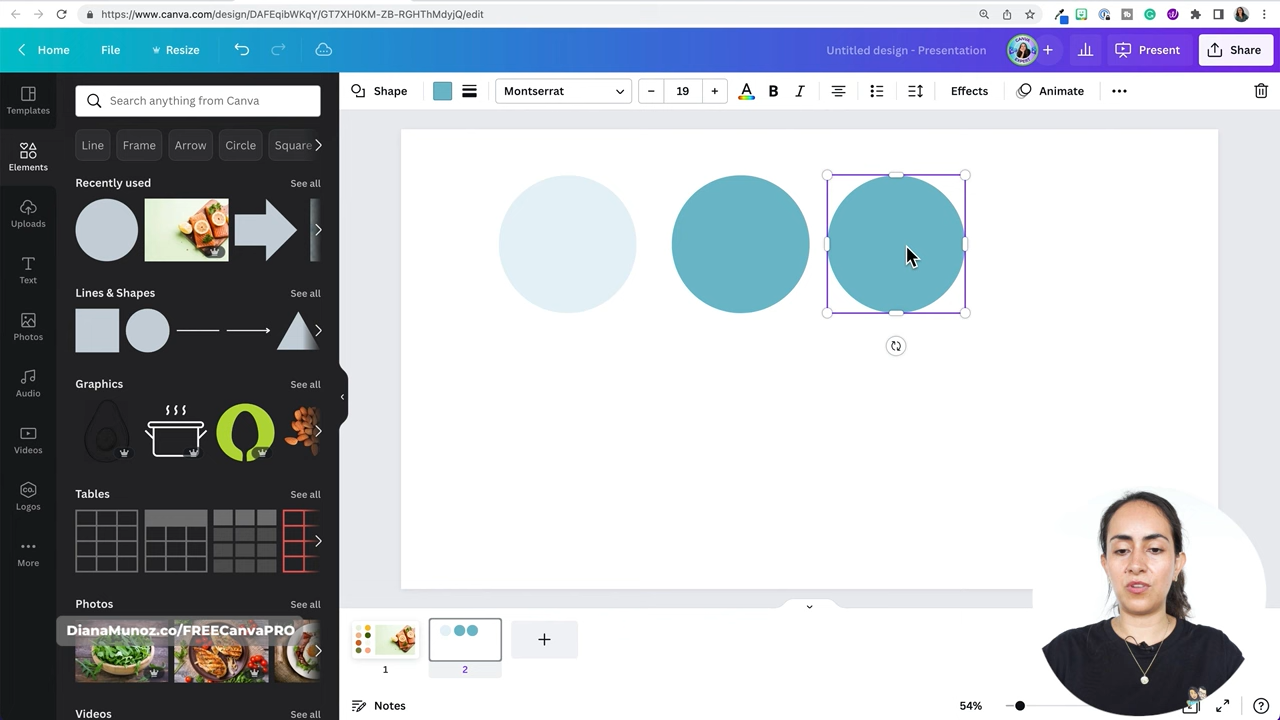 https://www.canva.com/design/DAFEqibWKqY/GT7XH0KM-ZB-RGHThMdyjQ/edit
Home
File
Resize
Untitled design - Presentation
Present
Share
Templates
Elements
Uploads
Text
Photos
Audio
Videos
Logos
More
Search anything from Canva
Line
Frame
Arrow
Circle
Square
Recently used
See all
Lines & Shapes
See all
Graphics
See all
Tables
See all
Photos
See all
DianaMunoz.co/FREECanvaPRO
Videos
See all
Shape
Montserrat
19
A
B
I
Effects
Animate
1
2
Notes
54%